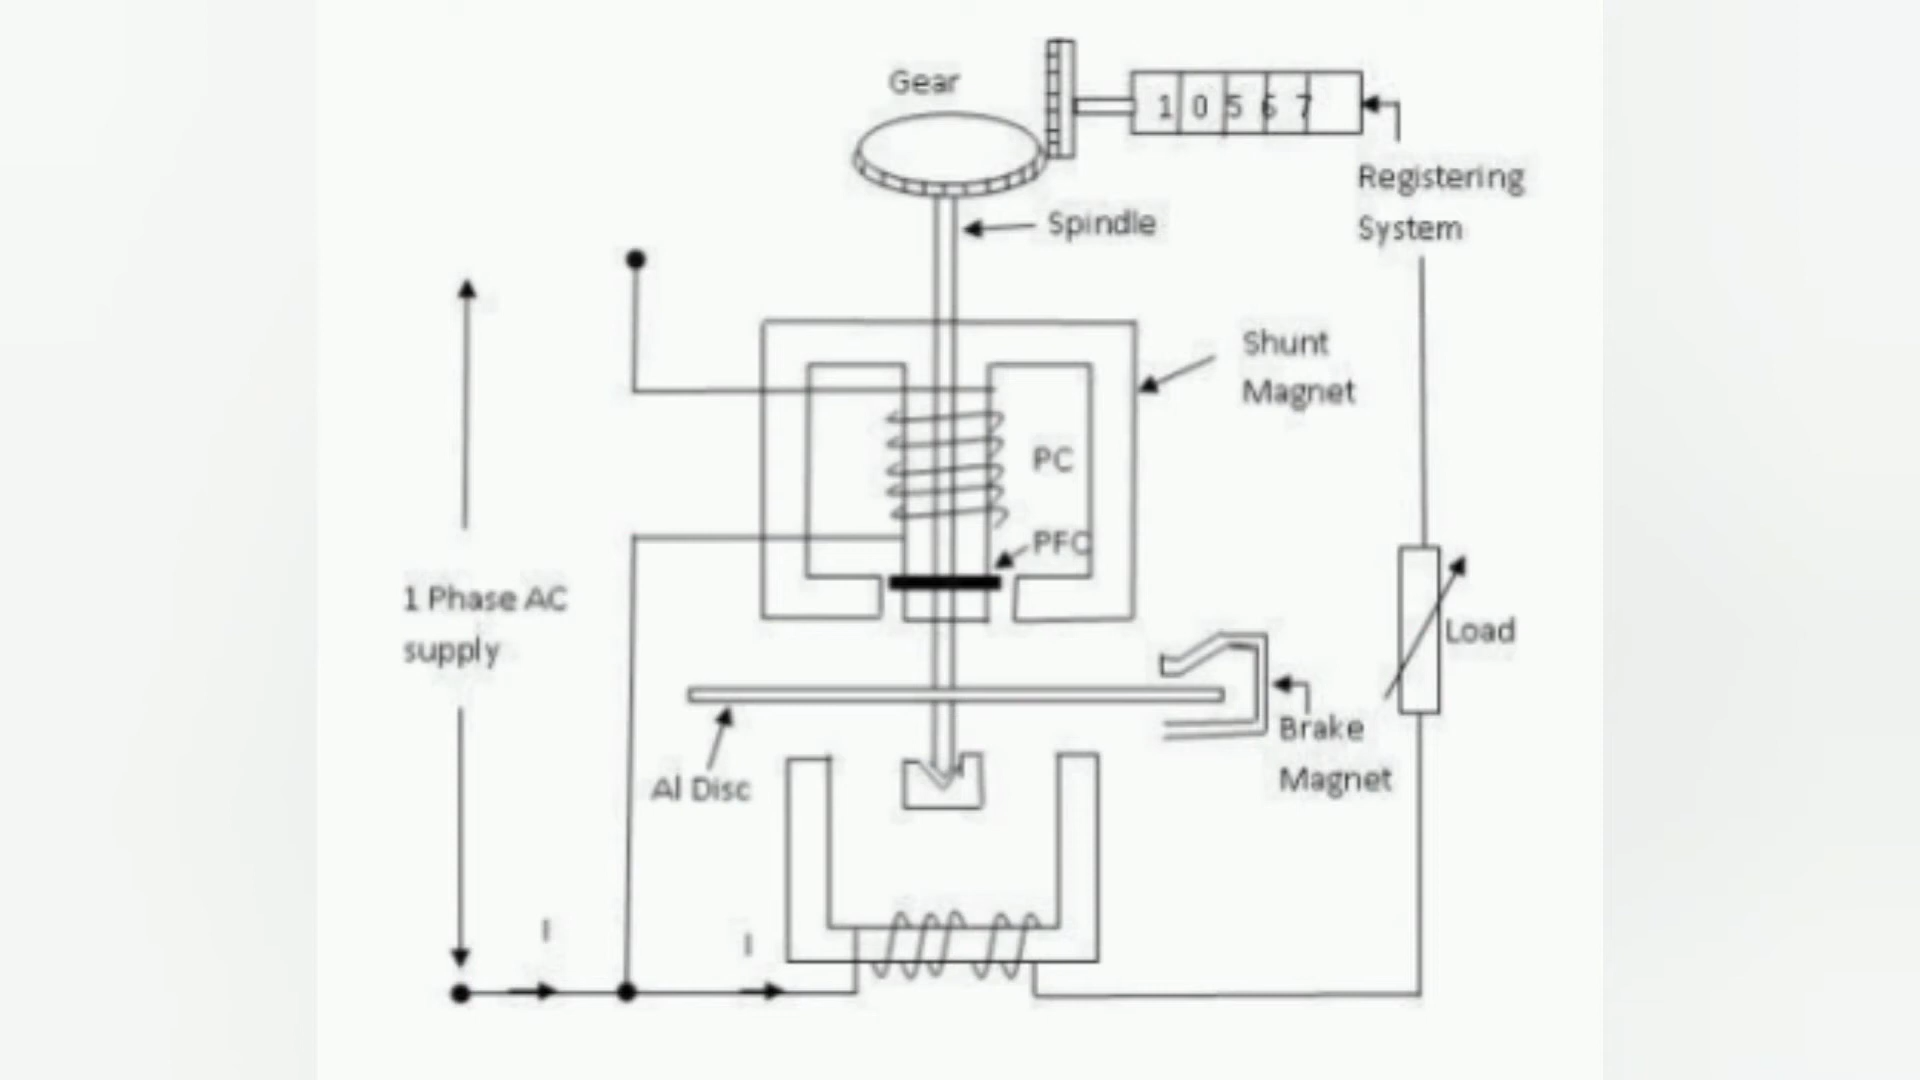 Gear
1 0 5 6 7
Registering
System
Spindle
Shunt
Magnet
PC
PFC
1 Phase AC
supply
Load
Brake
Magnet
Al Disc
I
I